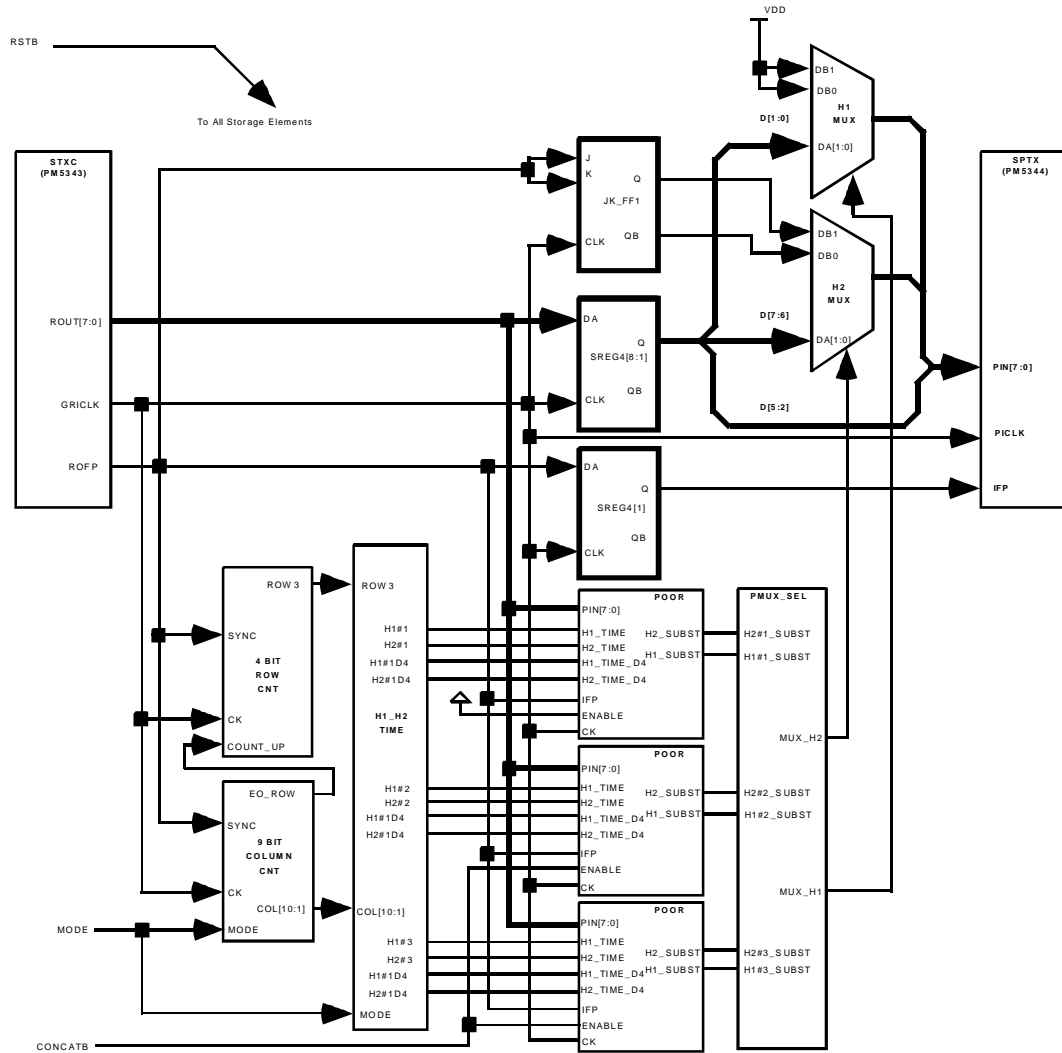 VDD
RSTB
DB1
DB0
H1
MUX
D[1:0]
DA[1:0]
To All Storage Elements
STXC
(PM5343)
SPTX
(PM5344)
J
K
Q
JK_FF1
QB
CLK
DB1
DB0
H2
MUX
ROUT[7:0]
DA
D[7:6]
Q
DA[1:0]
SREG4[8:1]
QB
CLK
PIN[7:0]
GRICLK
D[5:2]
PICLK
ROFP
DA
Q
IFP
SREG4[1]
QB
CLK
ROW 3
SYNC
4 BIT
ROW
CNT
CK
COUNT_UP
EO_ROW
SYNC
9 BIT
COLUMN
CNT
CK
COL[10:1]
MODE
MODE
ROW 3
H1#1
H2#1
H1#1D4
H2#1D4
H1_H2
TIME
H1#2
H2#2
H1#1D4
H2#1D4
COL[10:1]
H1#3
H2#3
H1#1D4
H2#1D4
MODE
POOR
PIN[7:0]
H1_TIME
H2_SUBST
H2_TIME
H1_TIME_D4
H1_SUBST
H2_TIME_D4
IFP
ENABLE
CK
POOR
PIN[7:0]
H1_TIME
H2_SUBST
H2_TIME
H1_TIME_D4
H1_SUBST
H2_TIME_D4
IFP
ENABLE
CK
POOR
PIN[7:0]
H1_TIME
H2_SUBST
H2_TIME
H1_TIME_D4
H1_SUBST
H2_TIME_D4
IFP
ENABLE
CK
PMUX_SEL
H2#1_SUBST
H1#1_SUBST
MUX_H2
H2#2_SUBST
H1#2_SUBST
MUX_H1
H2#3_SUBST
H1#3_SUBST
CONCATB